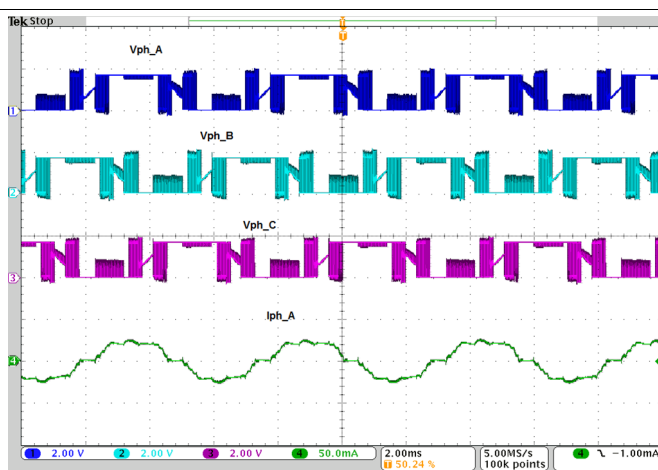 Tek Stop
T
T
Vph_A
1
Vph_B
2
Vph_C
3
Iph_A
4
1 2.00 V 2 2.00 V 3 2.00 V 4 50.0mA
2.00ms
T 50.24 %
5.00MS/s
100k points
4 -1.00mA